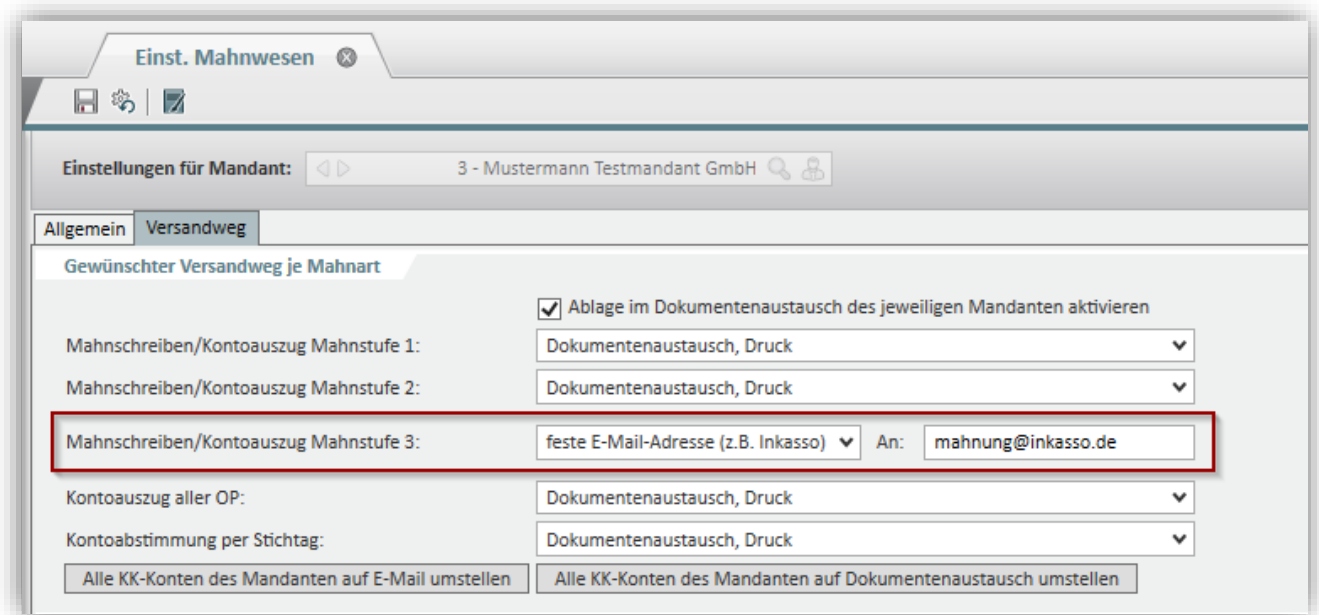 Einst. Mahnwesen
Einstellungen für Mandant: 3 - Mustermann Testmandant GmbH
Allgemein Versandweg
Gewünschter Versandweg je Mahnart
Ablage im Dokumentenaustausch des jeweiligen Mandanten aktivieren
Mahnschreiben/Kontoauszug Mahnstufe 1: Dokumentenaustausch, Druck
Mahnschreiben/Kontoauszug Mahnstufe 2: Dokumentenaustausch, Druck
Mahnschreiben/Kontoauszug Mahnstufe 3: feste E-Mail-Adresse (z.B. Inkasso) An: mahnung@inkasso.de
Kontoauszug aller OP: Dokumentenaustausch, Druck
Kontoabstimmung per Stichtag: Dokumentenaustausch, Druck
Alle KK-Konten des Mandanten auf E-Mail umstellen Alle KK-Konten des Mandanten auf Dokumentenaustausch umstellen